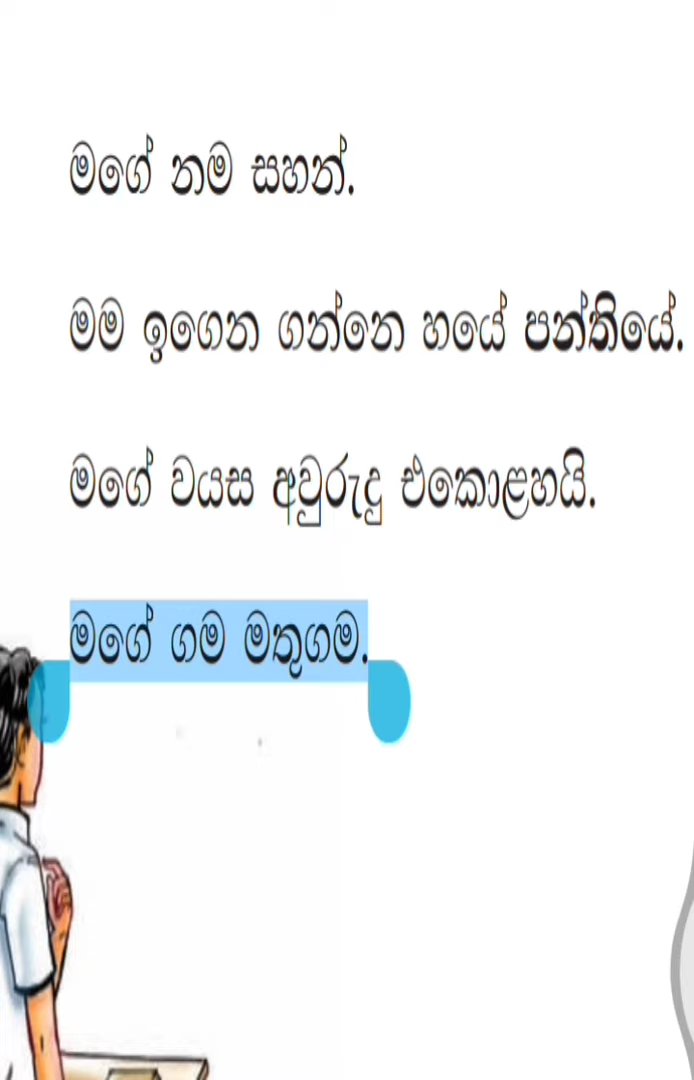 මගේ නම සහන්.
මම ඉගෙන ගන්නෙ හයේ පන්තියේ.
මගේ වයස අවුරුදු එකොළහයි.
මගේ ගම මතුගම.